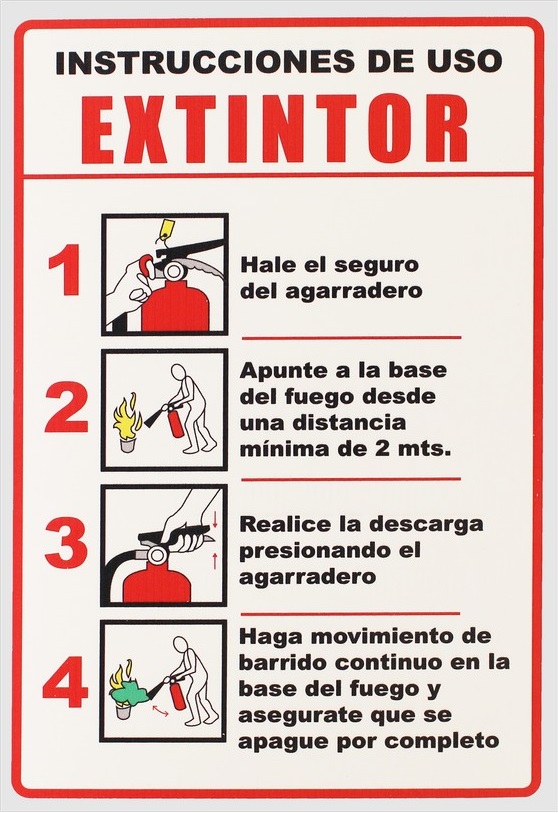 INSTRUCCIONES DE USO
EXTINTOR
1
Hale el seguro
del agarradero
2
Apunte a la base
del fuego desde
una distancia
mínima de 2 mts.
3
Realice la descarga
presionando el
agarradero
4
Haga movimiento de
barrido continuo en la
base del fuego y
asegurate que se
apague por completo